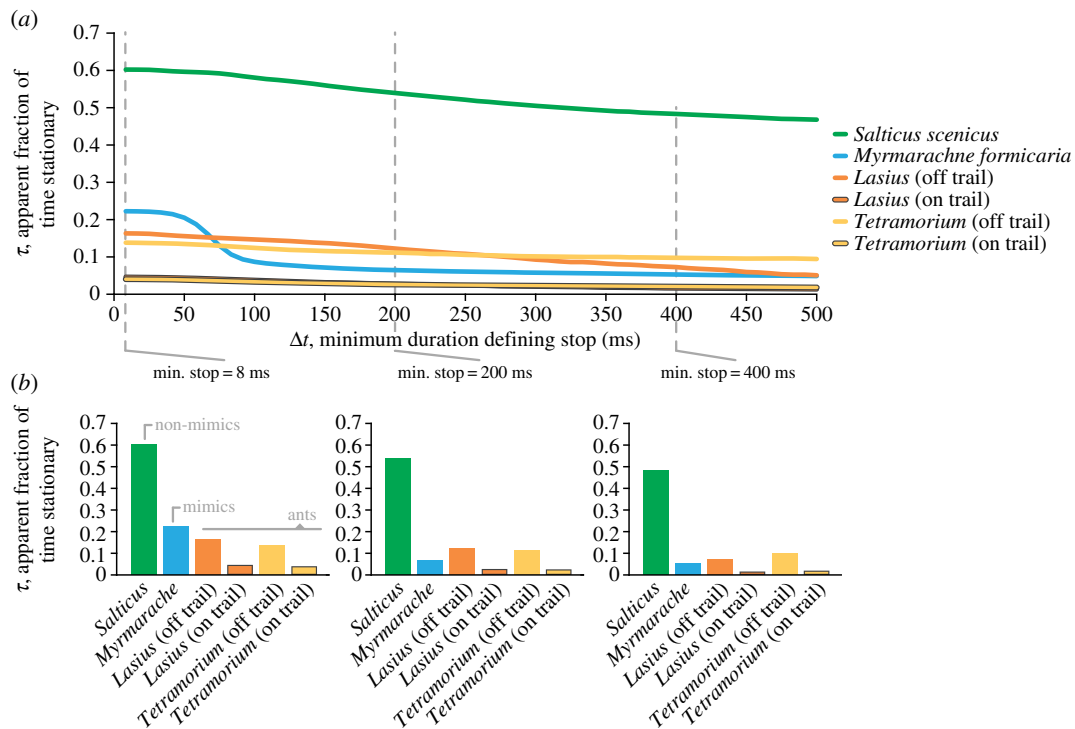 (a)
τ, apparent fraction of
time stationary
0.7
0.6
0.5
0.4
0.3
0.2
0.1
0
0 50 100 150 200 250 300 350 400 450 500
Δt, minimum duration defining stop (ms)
Salticus scenicus
Myrmarachne formicaria
Lasius (off trail)
Lasius (on trail)
Tetramorium (off trail)
Tetramorium (on trail)
min. stop = 8 ms
min. stop = 200 ms
min. stop = 400 ms
(b)
τ, apparent fraction of
time stationary
0.7
0.6
0.5
0.4
0.3
0.2
0.1
0
non-mimics
mimics
ants
Salticus
Myrmarache
Lasius (off trail)
Lasius (on trail)
Tetramorium (off trail)
Tetramorium (on trail)
0.7
0.6
0.5
0.4
0.3
0.2
0.1
0
Salticus
Myrmarache
Lasius (off trail)
Lasius (on trail)
Tetramorium (off trail)
Tetramorium (on trail)
0.7
0.6
0.5
0.4
0.3
0.2
0.1
0
Salticus
Myrmarache
Lasius (off trail)
Lasius (on trail)
Tetramorium (off trail)
Tetramorium (on trail)